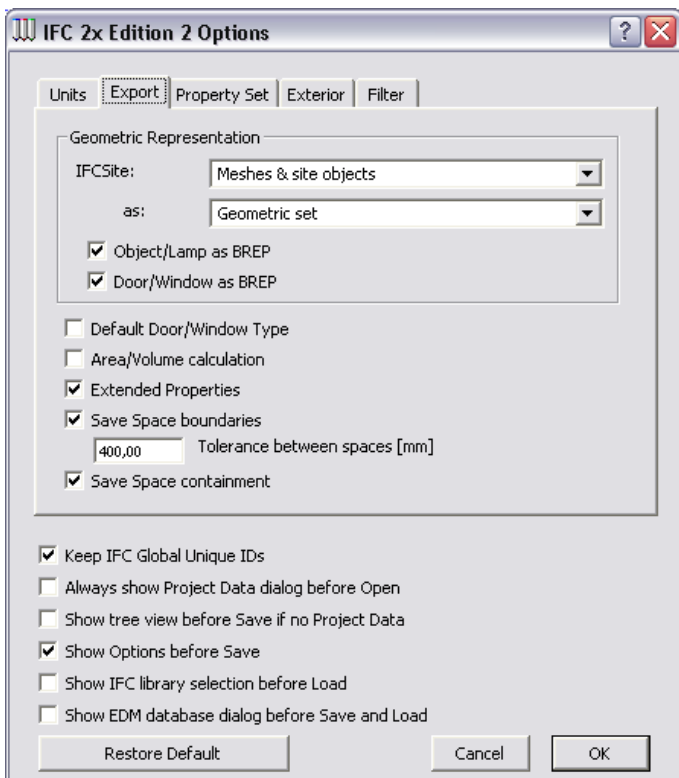 IFC 2x Edition 2 Options
Units Export Property Set Exterior Filter
Geometric Representation
IFCSite: Meshes & site objects
as: Geometric set
Object/Lamp as BREP
Door/Window as BREP
Default Door/Window Type
Area/Volume calculation
Extended Properties
Save Space boundaries
400,00 Tolerance between spaces [mm]
Save Space containment
Keep IFC Global Unique IDs
Always show Project Data dialog before Open
Show tree view before Save if no Project Data
Show Options before Save
Show IFC library selection before Load
Show EDM database dialog before Save and Load
Restore Default Cancel OK